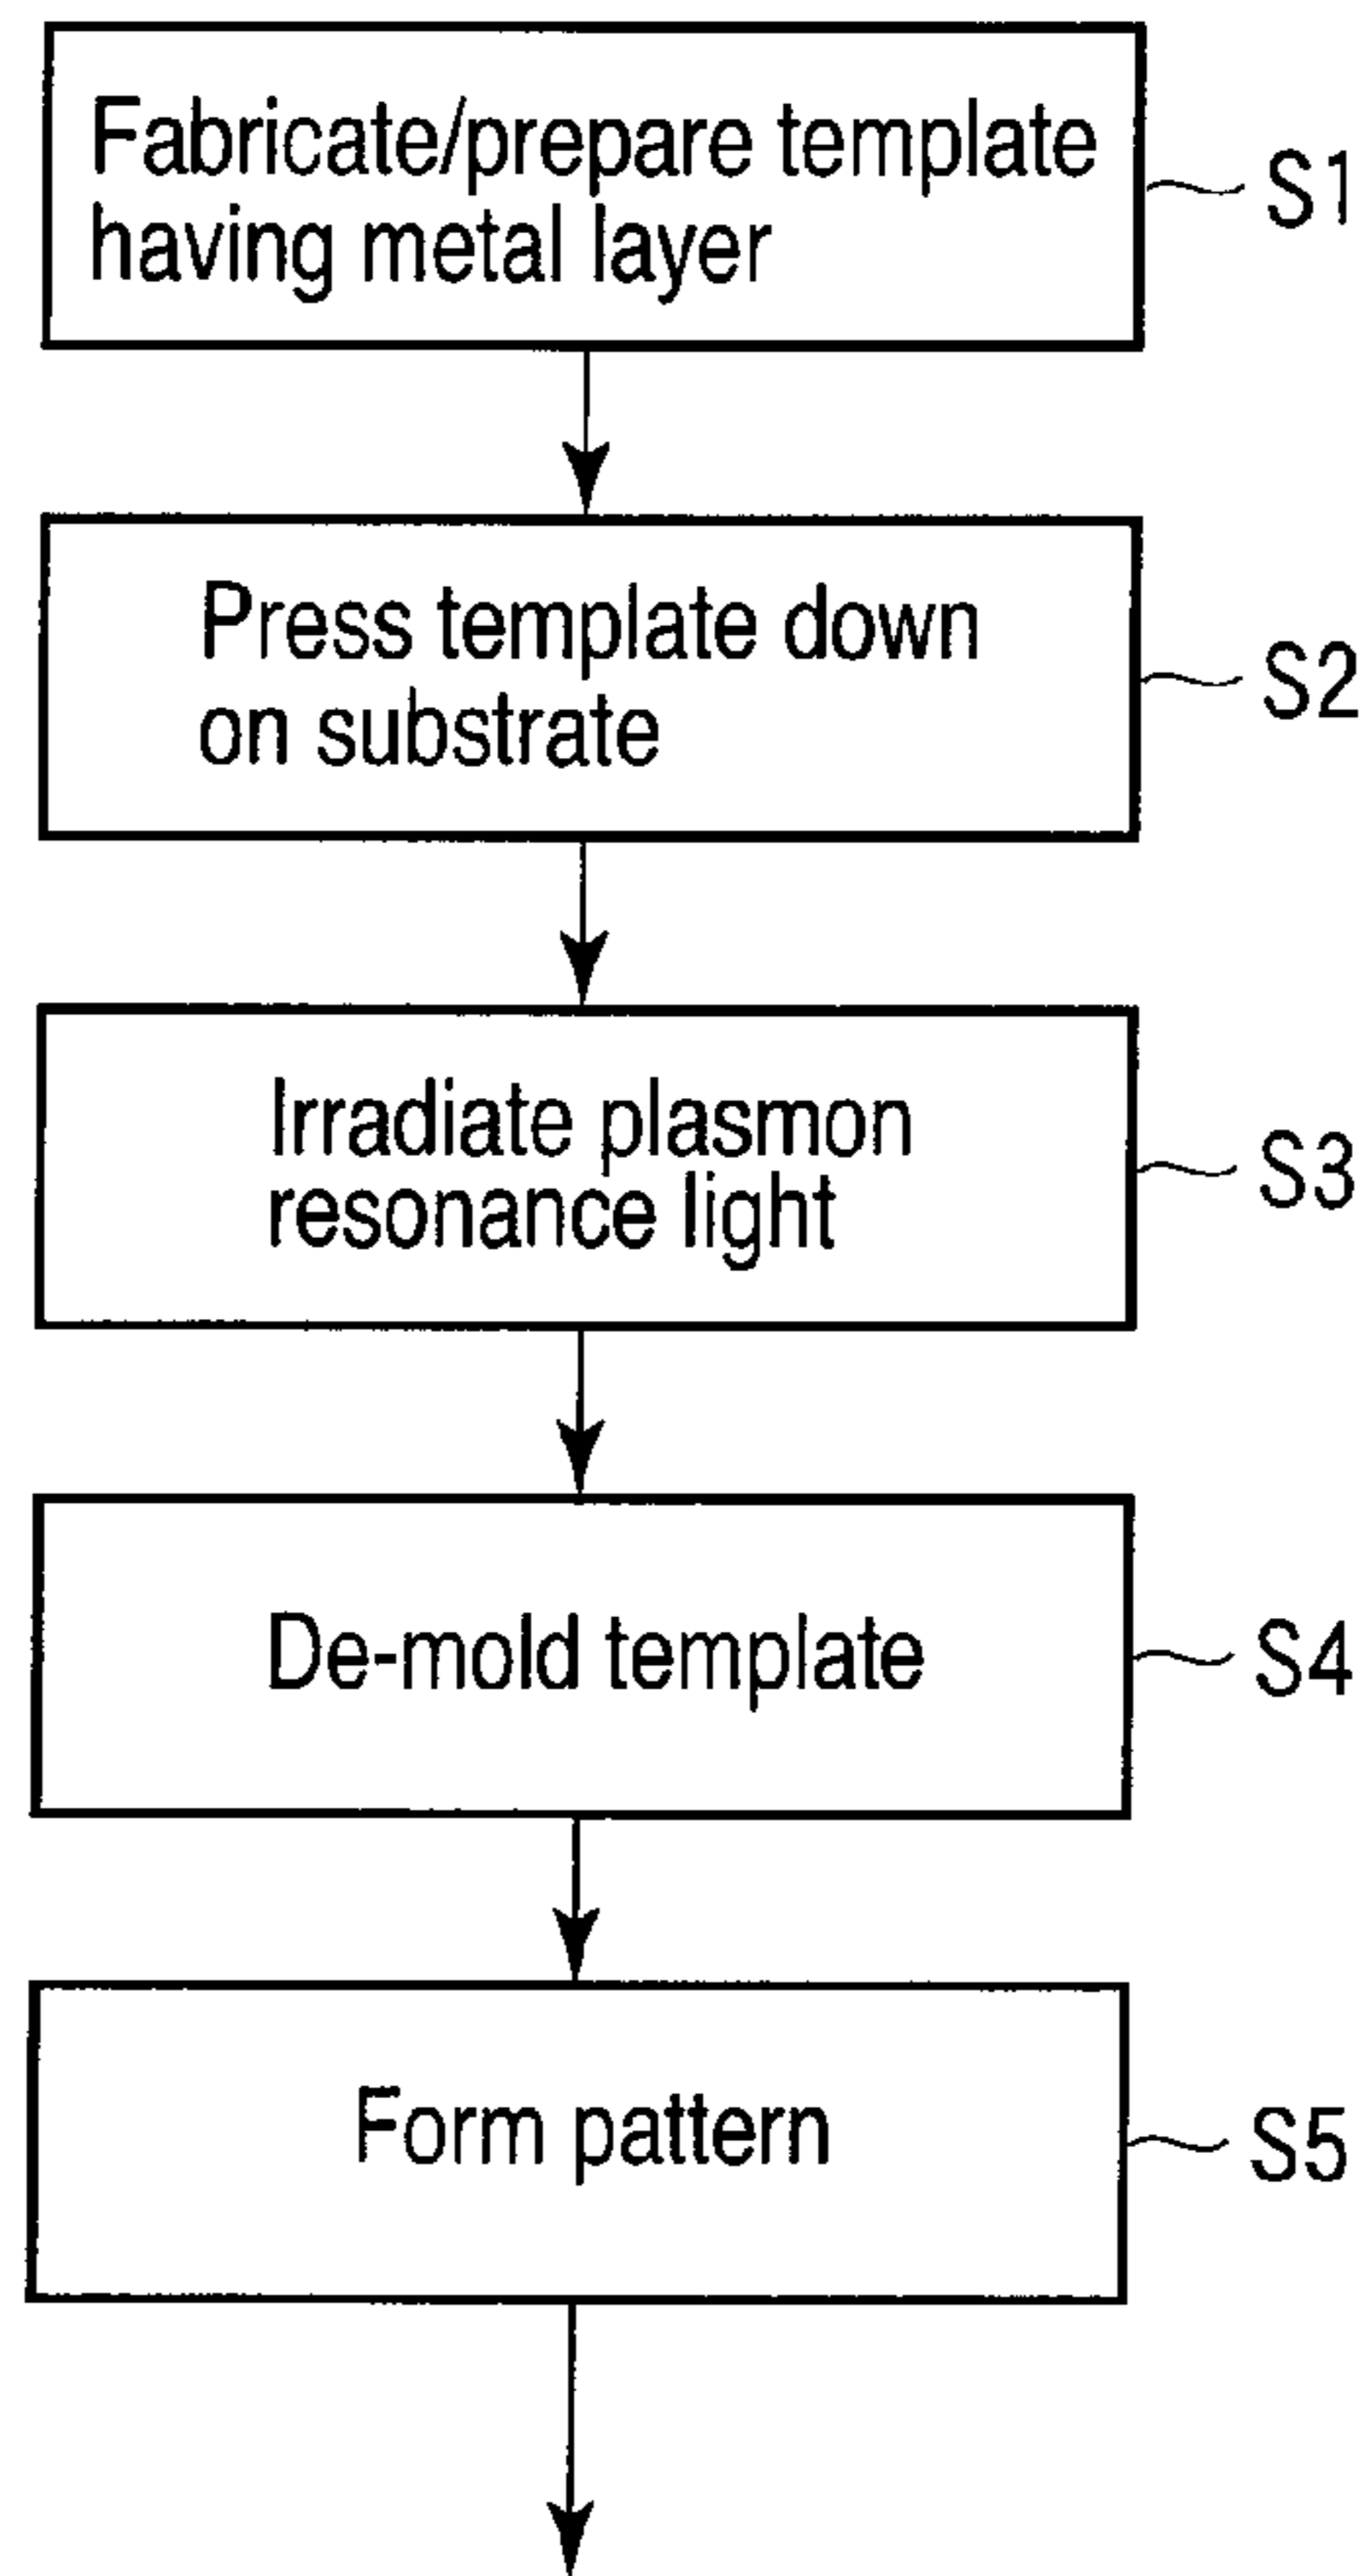 Fabricate/prepare template
having metal layer
S1
Press template down
on substrate
S2
Irradiate plasmon
resonance light
S3
De-mold template
S4
Form pattern
S5